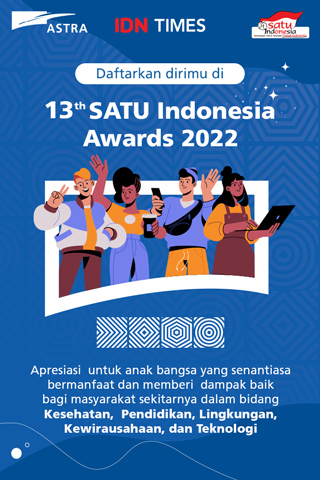 ASTRA
IDN TIMES
satu
Indonesia
Daftarkan dirimu di
13th SATU Indonesia
Awards 2022
Apresiasi untuk anak bangsa yang senantiasa
bermanfaat dan memberi dampak baik
bagi masyarakat sekitarnya dalam bidang
Kesehatan, Pendidikan, Lingkungan,
Kewirausahaan, dan Teknologi